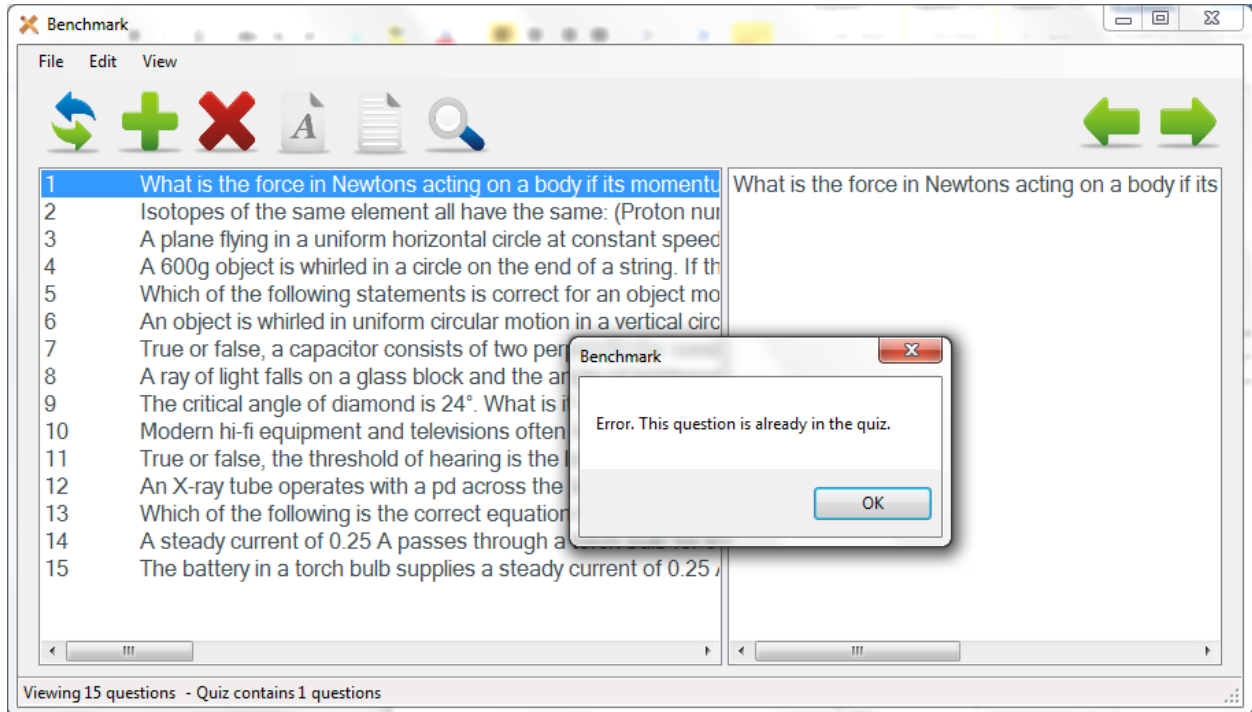 Benchmark
File Edit View
1 What is the force in Newtons acting on a body if its momentu
2 Isotopes of the same element all have the same: (Proton nur
3 A plane flying in a uniform horizontal circle at constant speed
4 A 600g object is whirled in a circle on the end of a string. If th
5 Which of the following statements is correct for an object mo
6 An object is whirled in uniform circular motion in a vertical circ
7 True or false, a capacitor consists of two
8 A ray of light falls on a glass block and the
9 The critical angle of diamond is 24°. What is
10 Modern hi-fi equipment and televisions often
11 True or false, the threshold of hearing is the
12 An X-ray tube operates with a pd across the
13 Which of the following is the correct equation
14 A steady current of 0.25 A passes through a
15 The battery in a torch bulb supplies a steady current of 0.25
What is the force in Newtons acting on a body if its
Benchmark
Error. This question is already in the quiz.
OK
Viewing 15 questions - Quiz contains 1 questions